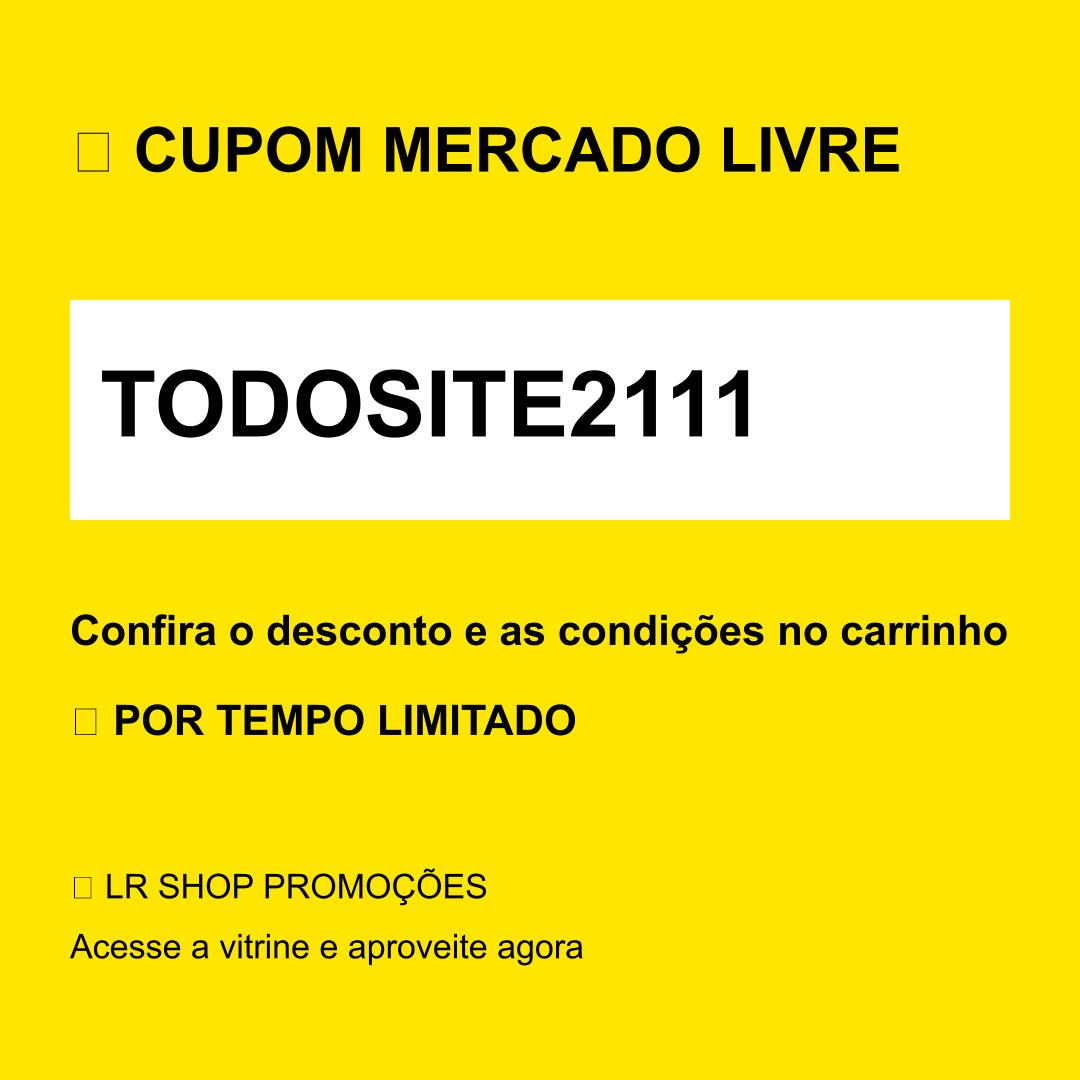 □ CUPOM MERCADO LIVRE
TODOSITE2111
Confira o desconto e as condições no carrinho
□ POR TEMPO LIMITADO
□ LR SHOP PROMOÇÕES
Acesse a vitrine e aproveite agora